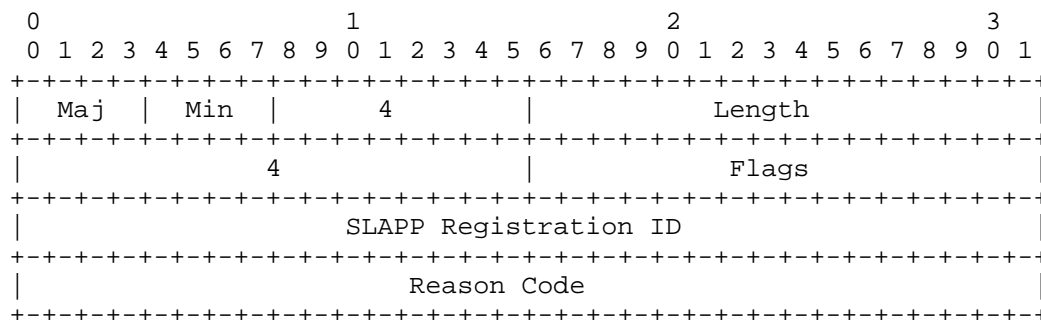 0                   1                   2                   3
 0 1 2 3 4 5 6 7 8 9 0 1 2 3 4 5 6 7 8 9 0 1 2 3 4 5 6 7 8 9 0 1
+-+-+-+-+-+-+-+-+-+-+-+-+-+-+-+-+-+-+-+-+-+-+-+-+-+-+-+-+-+-+-+-+
|  Maj  |  Min  |      4        |           Length              |
+-+-+-+-+-+-+-+-+-+-+-+-+-+-+-+-+-+-+-+-+-+-+-+-+-+-+-+-+-+-+-+-+
|               4               |            Flags              |
+-+-+-+-+-+-+-+-+-+-+-+-+-+-+-+-+-+-+-+-+-+-+-+-+-+-+-+-+-+-+-+-+
|                    SLAPP Registration ID                      |
+-+-+-+-+-+-+-+-+-+-+-+-+-+-+-+-+-+-+-+-+-+-+-+-+-+-+-+-+-+-+-+-+
|                        Reason Code                            |
+-+-+-+-+-+-+-+-+-+-+-+-+-+-+-+-+-+-+-+-+-+-+-+-+-+-+-+-+-+-+-+-+